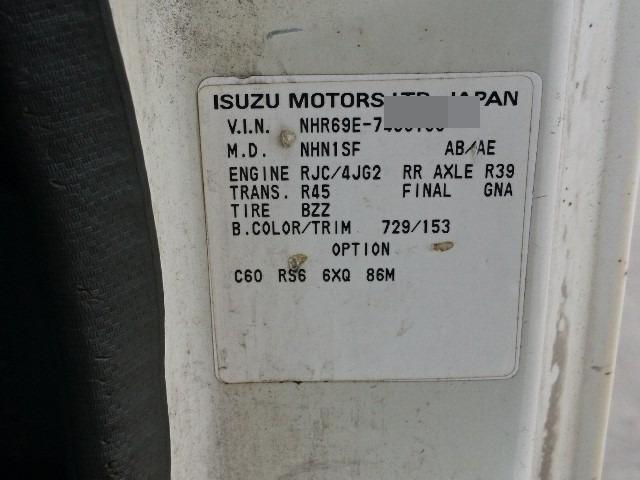 ISUZU MOTORS LTD. JAPAN
V.I.N. NHR69E-
M.D. NHN1SF AB/AE
ENGINE RJC/4JG2 RR AXLE R39
TRANS. R45 FINAL GNA
TIRE BZZ
B.COLOR/TRIM 729/153
OPTION
C60 RS6 6XQ 86M